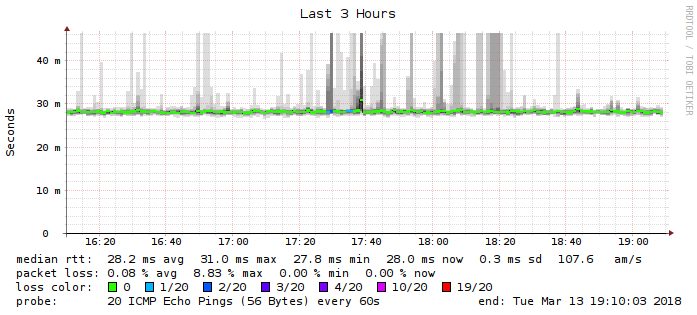 Last 3 Hours
RRDTOOL / TOBI OETIKER
Seconds
40 m
30 m
20 m
10 m
0
16:20 16:40 17:00 17:20 17:40 18:00 18:20 18:40 19:00
median rtt: 28.2 ms avg 31.0 ms max 27.8 ms min 28.0 ms now 0.3 ms sd 107.6 am/s
packet loss: 0.08 % avg 8.83 % max 0.00 % min 0.00 % now
loss color: 0 1/20 2/20 3/20 4/20 10/20 19/20
probe: 20 ICMP Echo Pings (56 Bytes) every 60s end: Tue Mar 13 19:10:03 2018